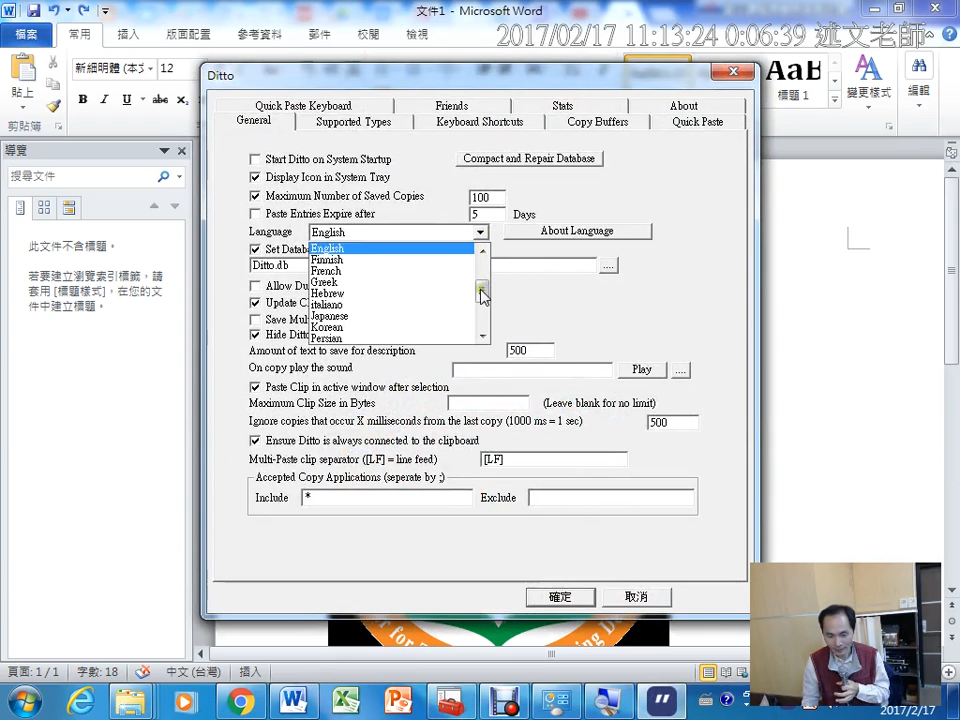 文件1 - Microsoft Word
檔案 常用 插入 版面配置 參考資料 郵件 校閱 檢視
2017/02/17 11:13:24 0:06:39 述文老師
貼上
剪貼簿
新細明體 (本文 12
B I U abc x₂
AaB
標題 1
變更樣式
編輯
導覽
搜尋文件
此文件不含標題。
若要建立瀏覽索引標籤，請
套用 [標題樣式]，在您的文
件中建立標題。
Ditto
Quick Paste Keyboard Friends Stats About
General Supported Types Keyboard Shortcuts Copy Buffers Quick Paste
Start Ditto on System Startup Compact and Repair Database
Display Icon in System Tray
Maximum Number of Saved Copies 100
Paste Entries Expire after 5 Days
Language English About Language
Set Datab
English
Finnish
Ditto.db ....
French
Greek
Allow Du
Hebrew
Update C
italiano
Save Mul
Japanese
Korean
Hide Ditto
Persian
Amount of text to save for description 500
On copy play the sound Play ....
Paste Clip in active window after selection
Maximum Clip Size in Bytes (Leave blank for no limit)
Ignore copies that occur X milliseconds from the last copy (1000 ms = 1 sec) 500
Ensure Ditto is always connected to the clipboard
Multi-Paste clip separator ([LF] = line feed) [LF]
Accepted Copy Applications (seperate by ;)
Include * Exclude
確定 取消
頁面: 1 / 1 字數: 18 中文 (台灣) 插入
2017/2/17